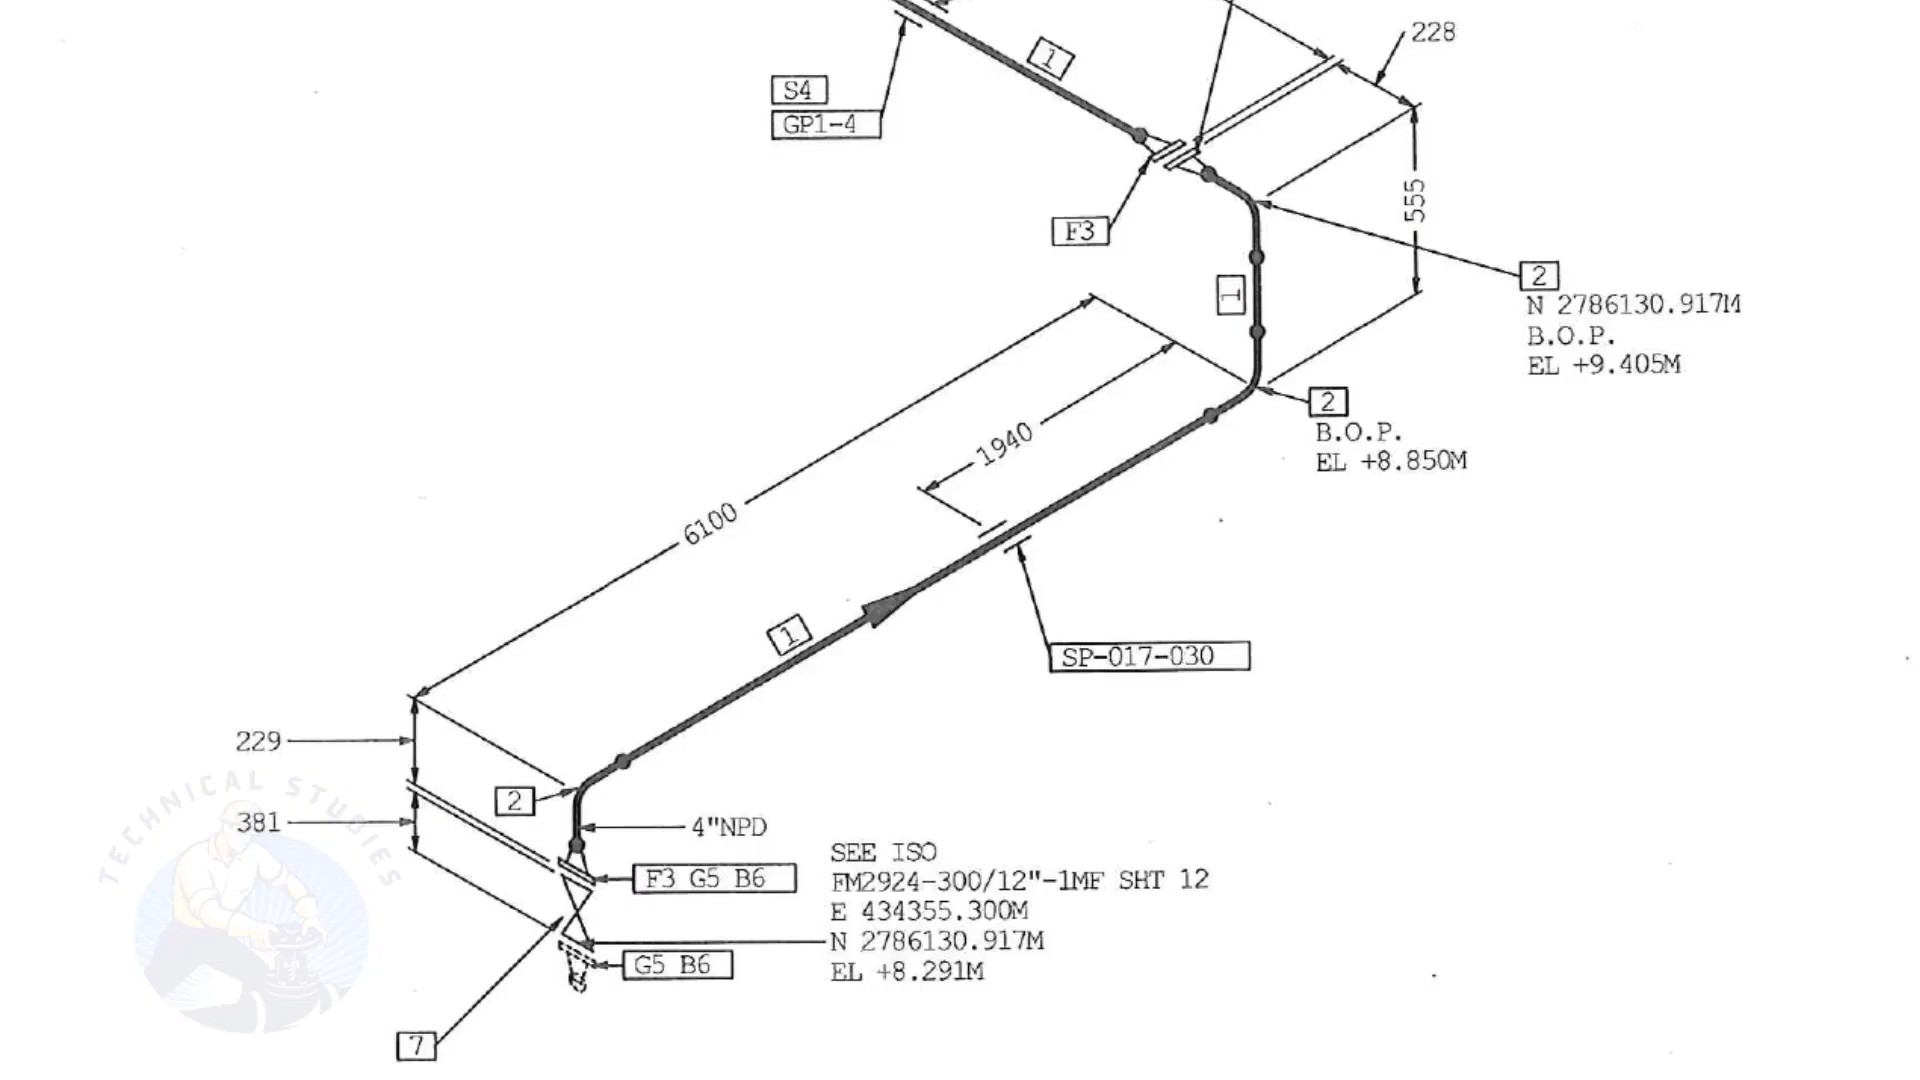 228
1
S4
GP1-4
555
F3
2
N 2786130.917M
B.O.P.
EL +9.405M
1
2
B.O.P.
EL +8.850M
1940
6100
1
SP-017-030
229
2
381
4"NPD
F3 G5 B6
SEE ISO
FM2924-300/12"-1MF SHT 12
E 434355.300M
N 2786130.917M
EL +8.291M
G5 B6
7
TECHNICAL STUDIES